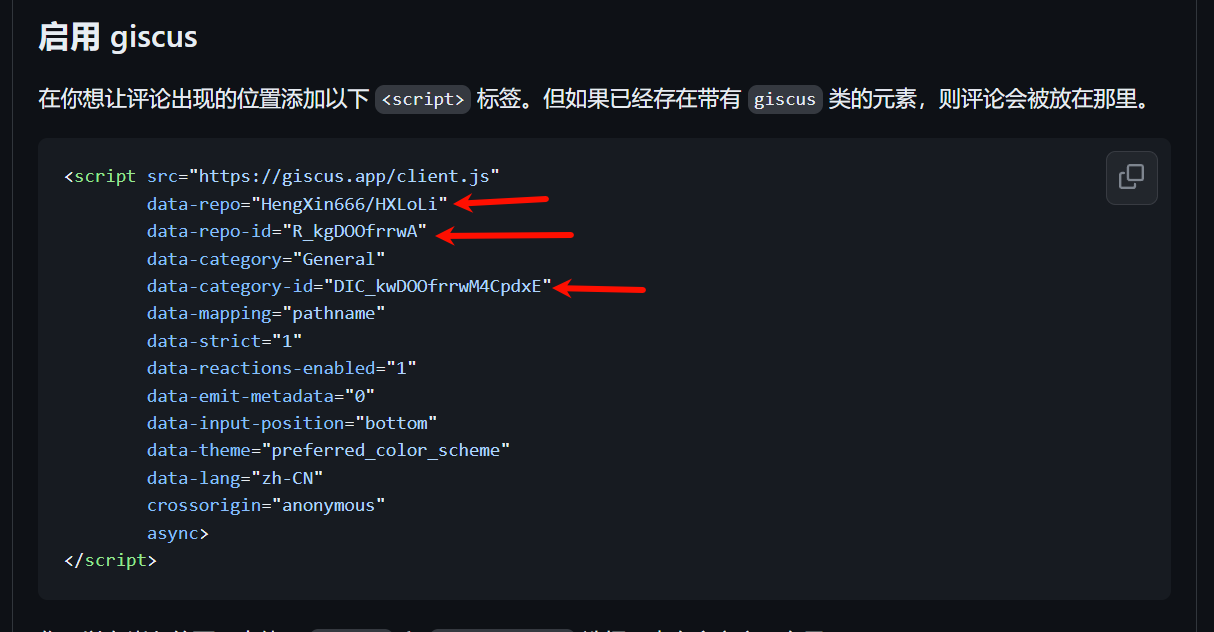 启用 giscus
在你想让评论出现的位置添加以下 <script> 标签。但如果已经存在带有 giscus 类的元素，则评论会被放在那里。
<script src="https://giscus.app/client.js"
        data-repo="HengXin666/HXLoLi"
        data-repo-id="R_kgDOOfrrwA"
        data-category="General"
        data-category-id="DIC_kwDOOfrrwM4CpdxE"
        data-mapping="pathname"
        data-strict="1"
        data-reactions-enabled="1"
        data-emit-metadata="0"
        data-input-position="bottom"
        data-theme="preferred_color_scheme"
        data-lang="zh-CN"
        crossorigin="anonymous"
        async>
</script>